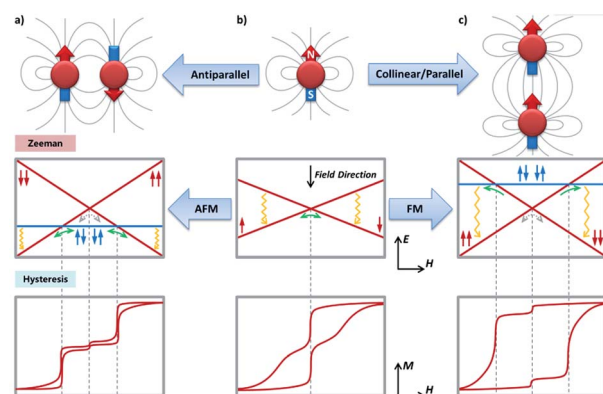 a)
b)
c)
N
S
Antiparallel
Collinear/Parallel
Zeeman
Field Direction
AFM
FM
E
H
Hysteresis
M
H